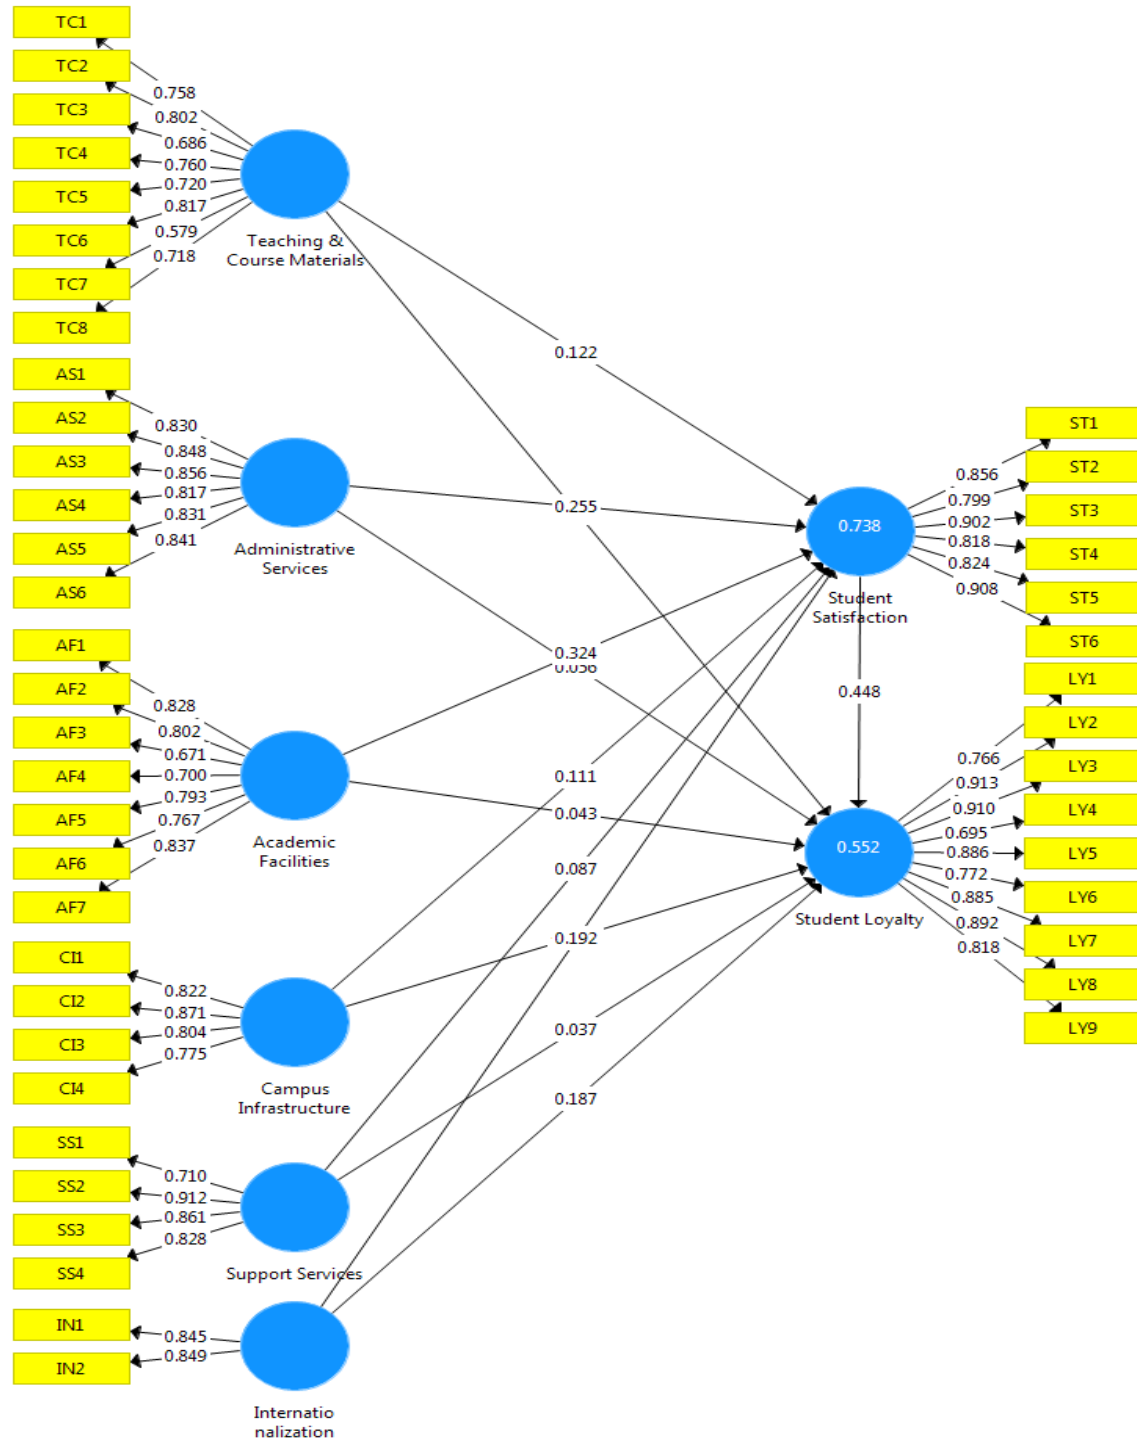 TC1
TC2
TC3
TC4
TC5
TC6
TC7
TC8
0.758
0.802
0.686
0.760
0.720
0.817
0.579
0.718
Teaching &
Course Materials
AS1
AS2
AS3
AS4
AS5
AS6
0.830
0.848
0.856
0.817
0.831
0.841
Administrative
Services
AF1
AF2
AF3
AF4
AF5
AF6
AF7
0.828
0.802
0.671
0.700
0.793
0.767
0.837
Academic
Facilities
CI1
CI2
CI3
CI4
0.822
0.871
0.804
0.775
Campus
Infrastructure
SS1
SS2
SS3
SS4
0.710
0.912
0.861
0.828
Support Services
IN1
IN2
0.845
0.849
Internatio
nalization
0.122
0.255
0.324
0.111
0.043
0.087
0.192
0.037
0.187
0.738
Student
Satisfaction
0.448
0.552
Student Loyalty
0.856
0.799
0.902
0.818
0.824
0.908
ST1
ST2
ST3
ST4
ST5
ST6
0.766
0.913
0.910
0.695
0.886
0.772
0.885
0.892
0.818
LY1
LY2
LY3
LY4
LY5
LY6
LY7
LY8
LY9